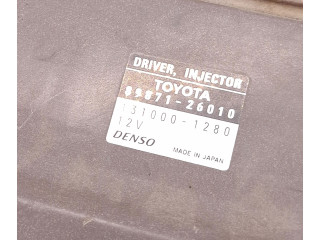 DRIVER, INJECTOR
TOYOTA
89871-26010
131000-1280
12V
DENSO
MADE IN JAPAN